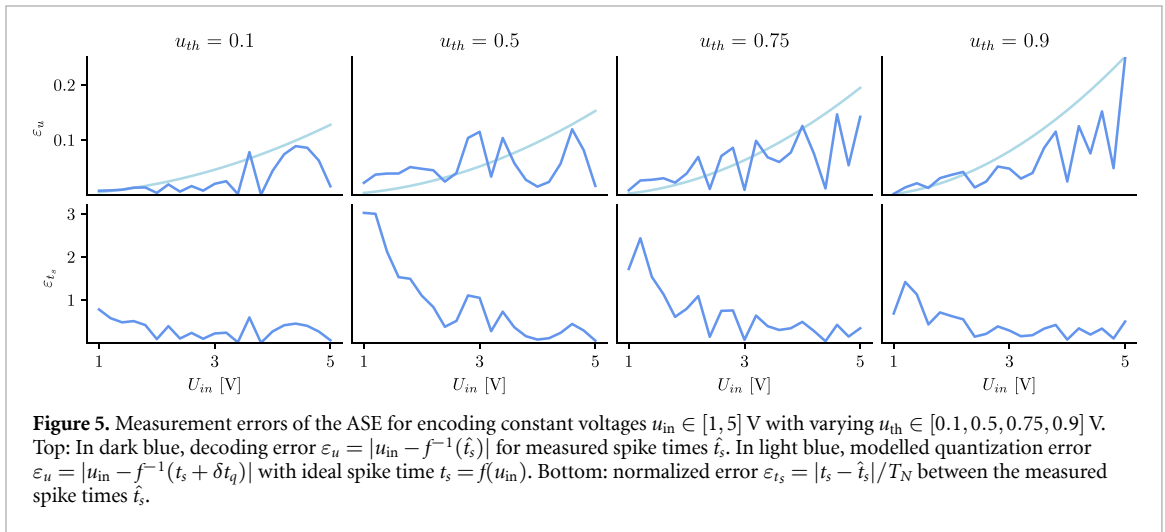 u_th = 0.1 u_th = 0.5 u_th = 0.75 u_th = 0.9
0.2
0.1
ε_u
3
2
1
ε_{t_s}
1 3 5 1 3 5 1 3 5 1 3 5
U_in [V] U_in [V] U_in [V] U_in [V]
Figure 5. Measurement errors of the ASE for encoding constant voltages u_in ∈ [1, 5] V with varying u_th ∈ [0.1, 0.5, 0.75, 0.9] V.
Top: In dark blue, decoding error ε_u = |u_in − f⁻¹(t̂_s)| for measured spike times t̂_s. In light blue, modelled quantization error
ε_u = |u_in − f⁻¹(t_s + δt_q)| with ideal spike time t_s = f(u_in). Bottom: normalized error ε_{t_s} = |t_s − t̂_s|/T_N between the measured
spike times t̂_s.